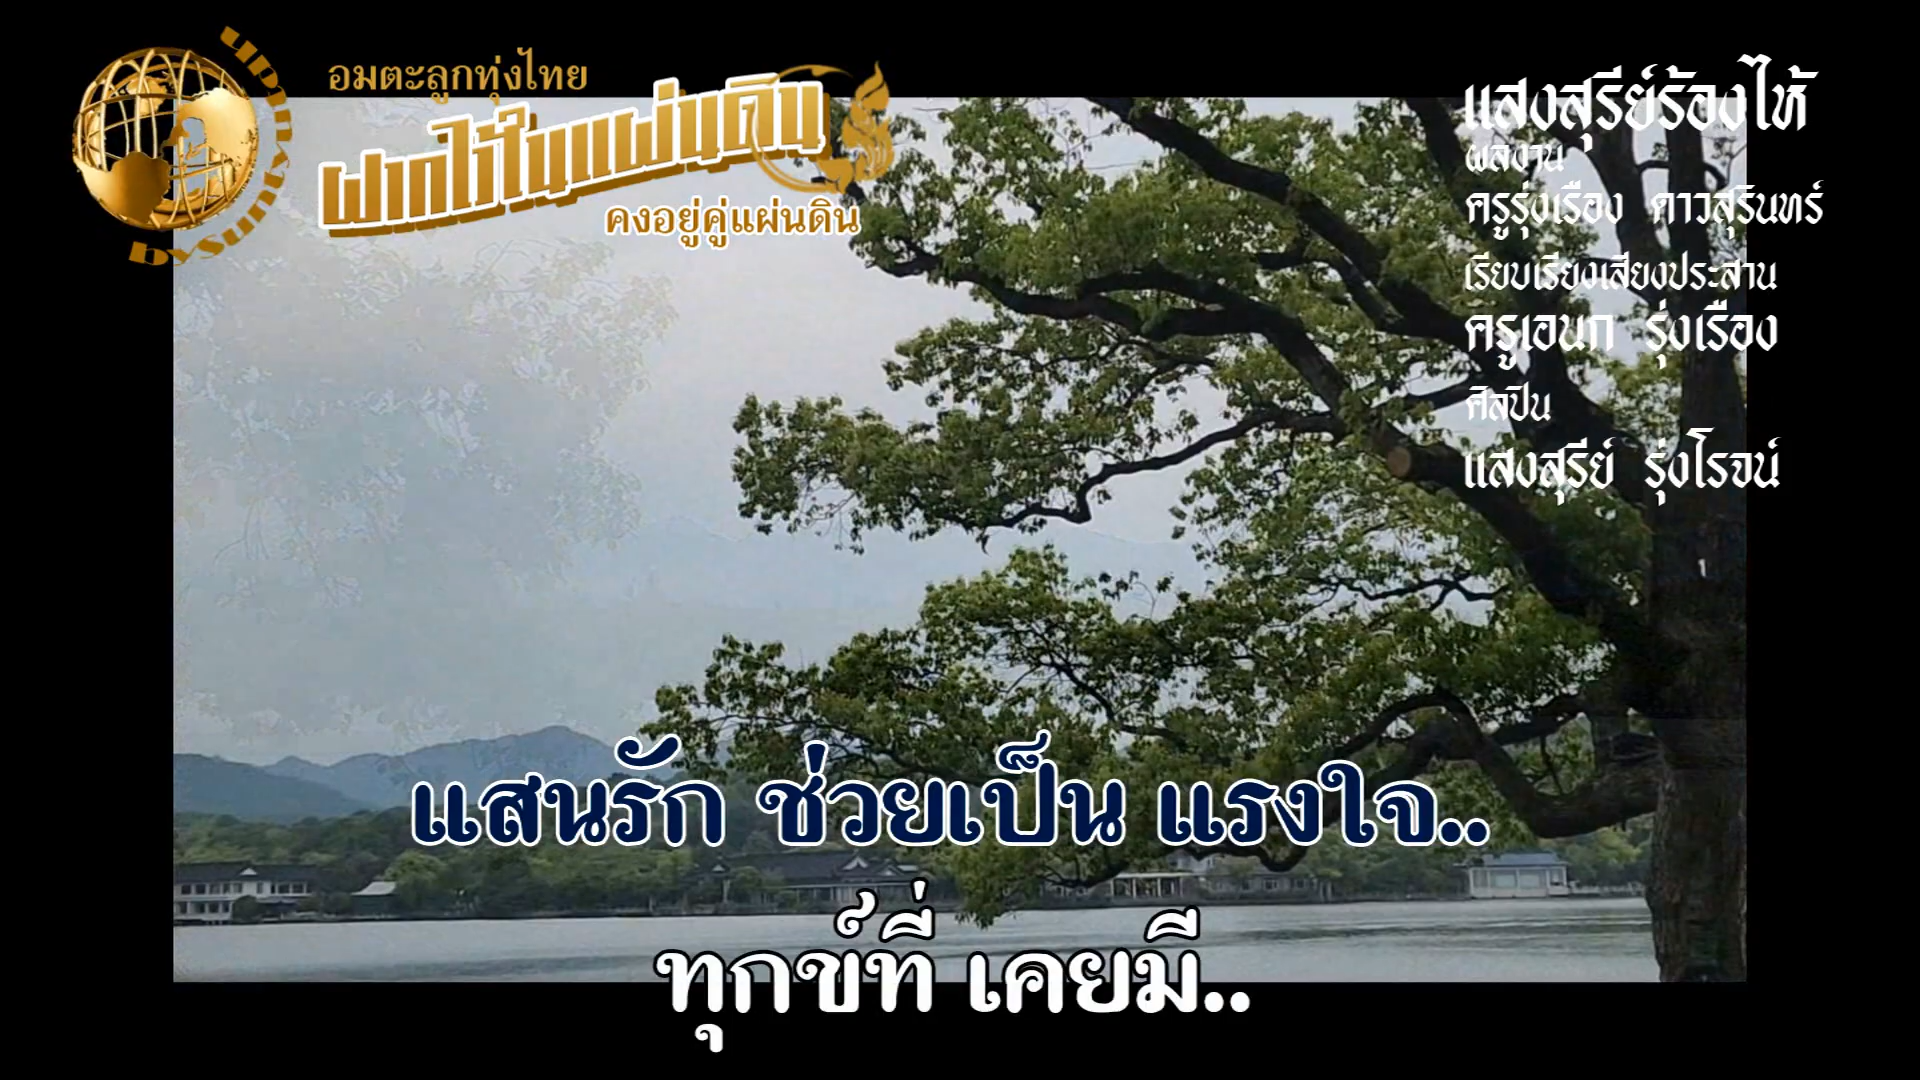 อมตะลูกทุ่งไทย
ฝากไว้ในแผ่นดิน
คงอยู่คู่แผ่นดิน
แสงสุรีย์ร้องไห้
ผลงาน
ครูรุ่งเรือง ดาวสุรินทร์
เรียบเรียงเสียงประสาน
ครูเอนก รุ่งเรือง
ศิลปิน
แสงสุรีย์ รุ่งโรจน์
แสนรัก ช่วยเป็น แรงใจ..
ทุกข์ที่ เคยมี..